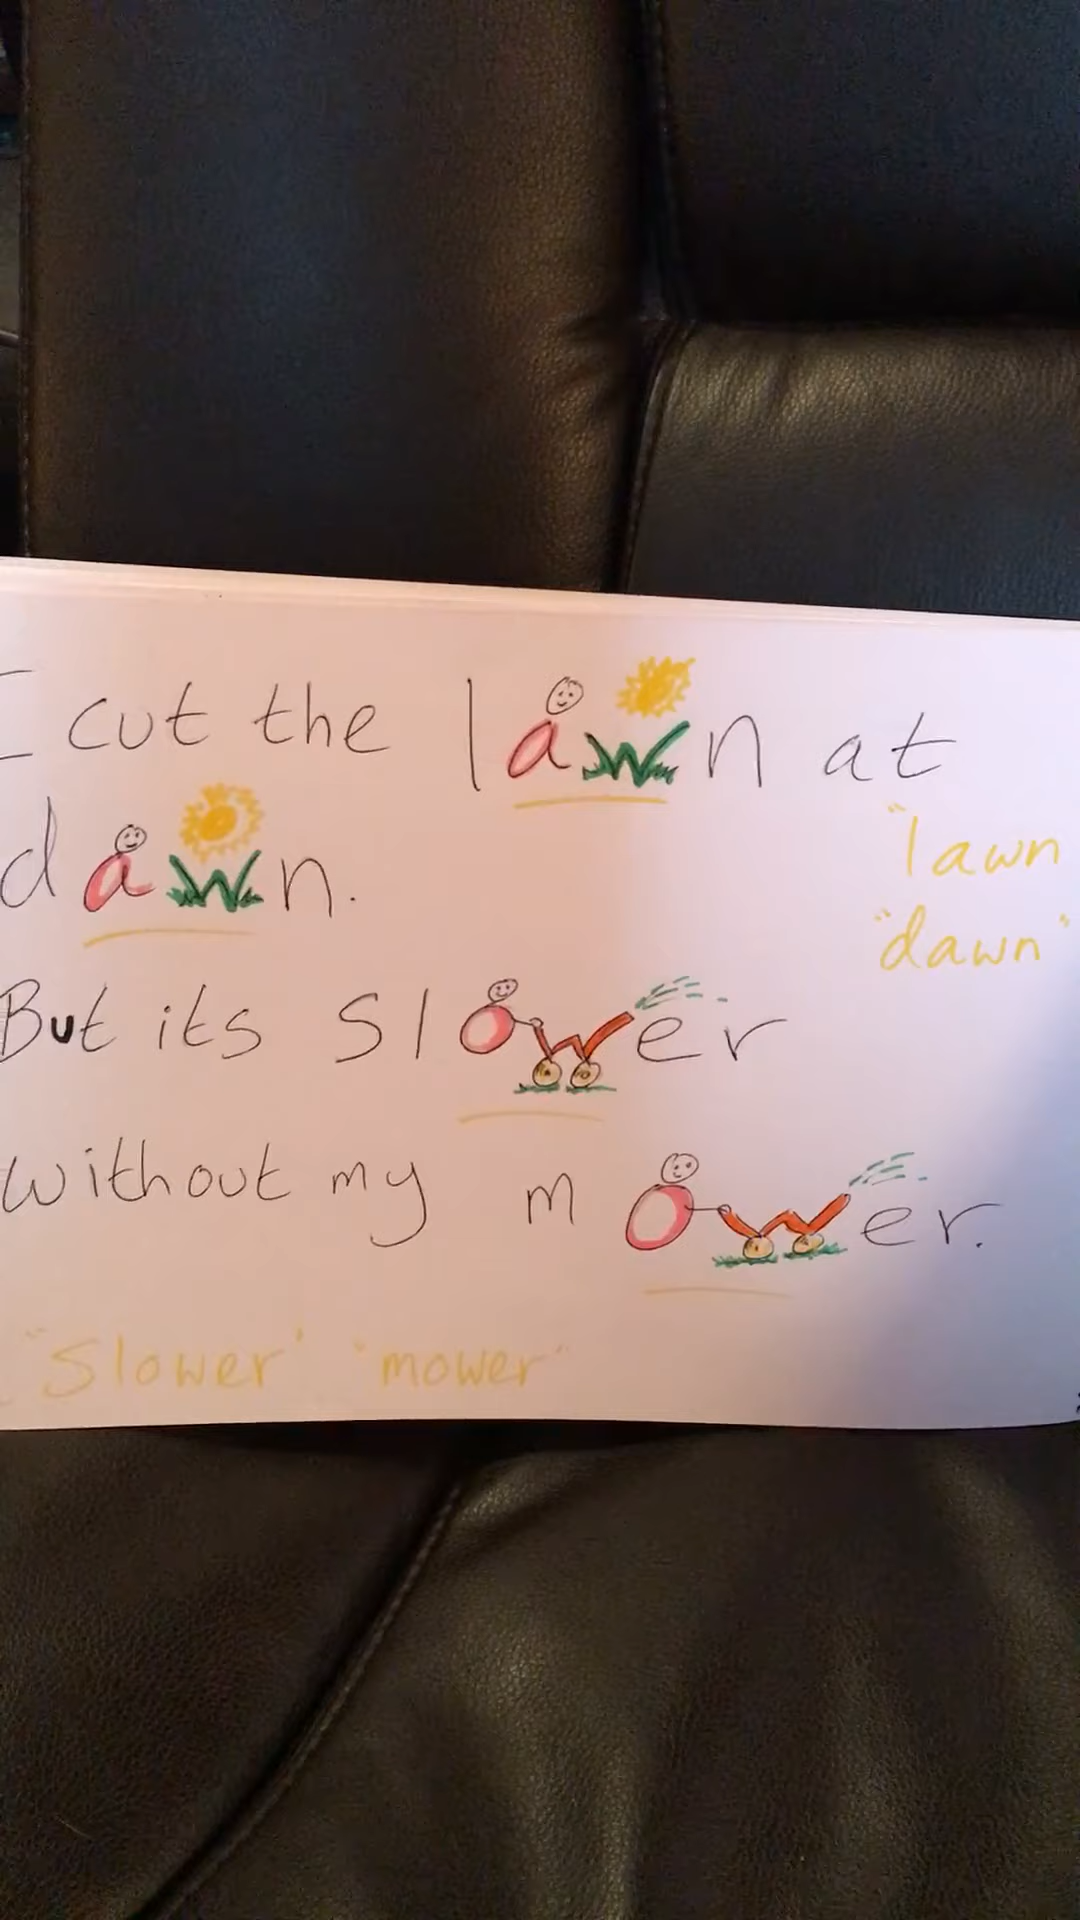 I cut the lawn at
dawn.
"lawn
"dawn"
But its slower
without my mower.
"Slower" "mower"